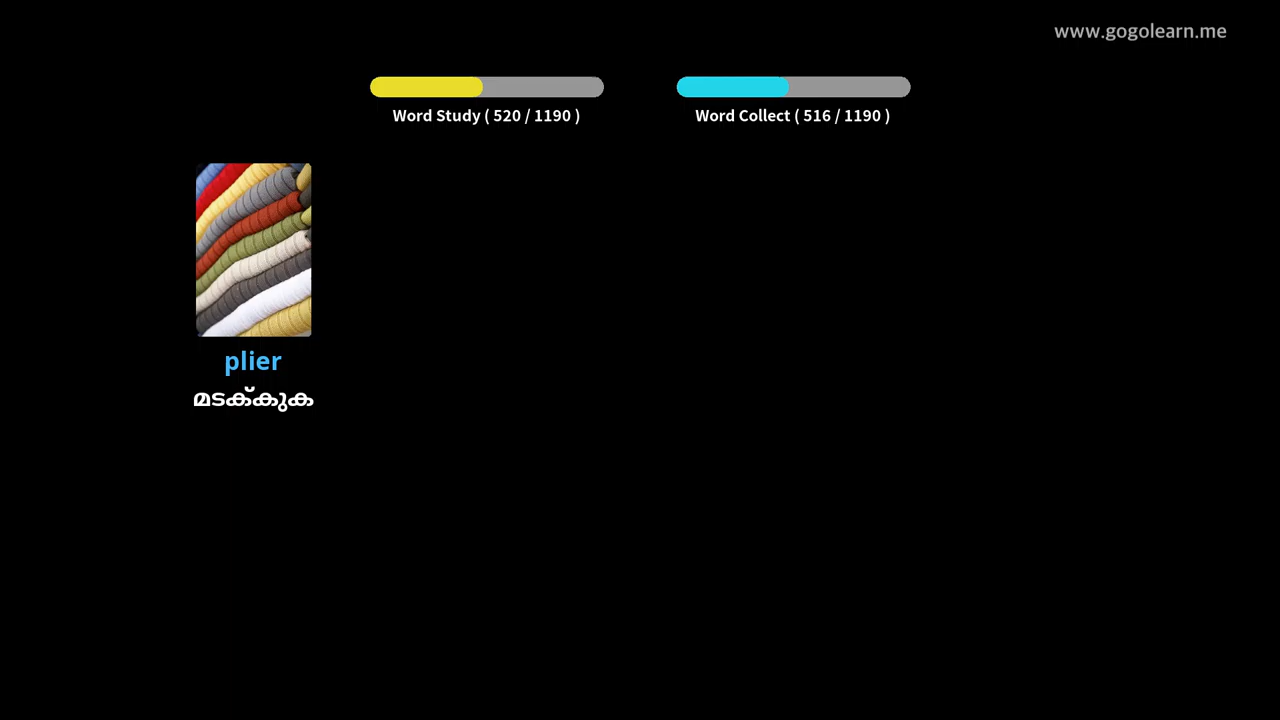 www.gogolearn.me
Word Study ( 520 / 1190 )
Word Collect ( 516 / 1190 )
plier
മടക്കുക